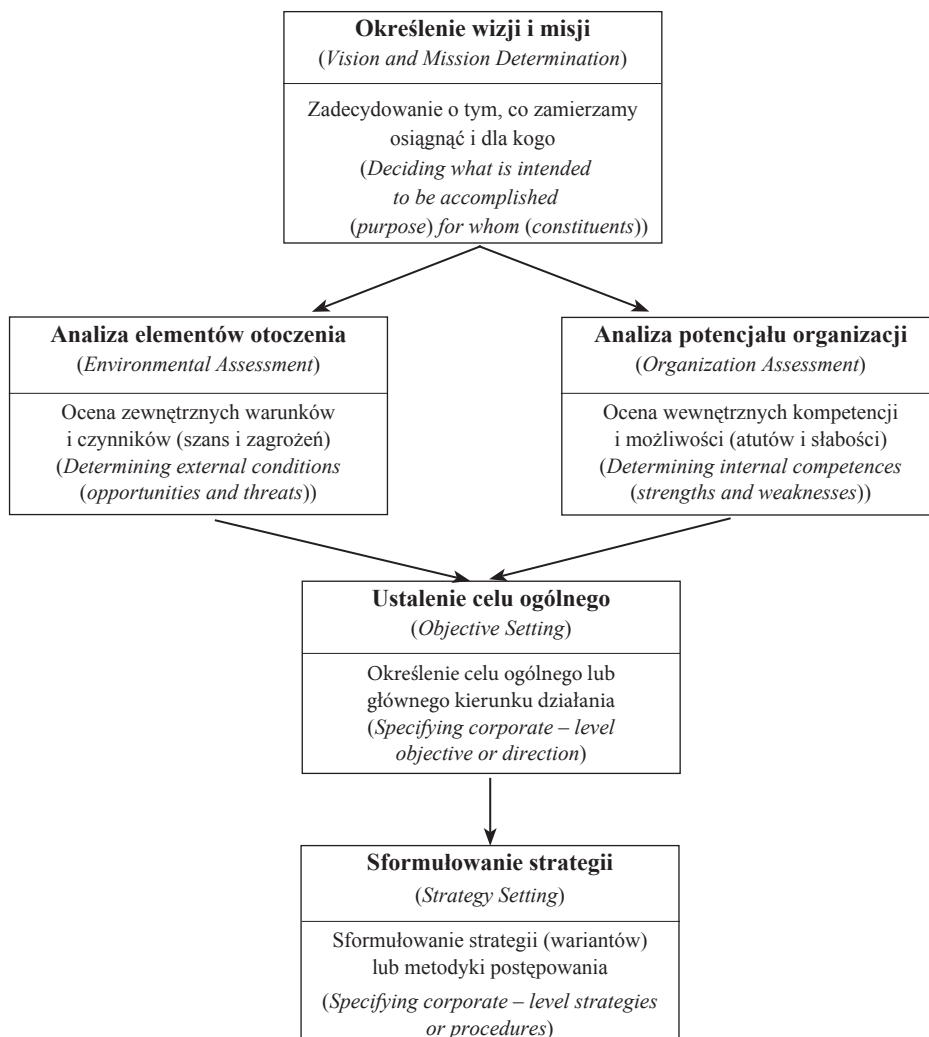 Określenie wizji i misji
(Vision and Mission Determination)
Zadecydowanie o tym, co zamierzamy
osiągnąć i dla kogo
(Deciding what is intended
to be accomplished
(purpose) for whom (constituents))
Analiza elementów otoczenia
(Environmental Assessment)
Ocena zewnętrznych warunków
i czynników (szans i zagrożeń)
(Determining external conditions
(opportunities and threats))
Analiza potencjału organizacji
(Organization Assessment)
Ocena wewnętrznych kompetencji
i możliwości (atutów i słabości)
(Determining internal competences
(strengths and weaknesses))
Ustalenie celu ogólnego
(Objective Setting)
Określenie celu ogólnego lub
głównego kierunku działania
(Specifying corporate – level
objective or direction)
Sformułowanie strategii
(Strategy Setting)
Sformułowanie strategii (wariantów)
lub metodyki postępowania
(Specifying corporate – level strategies
or procedures)